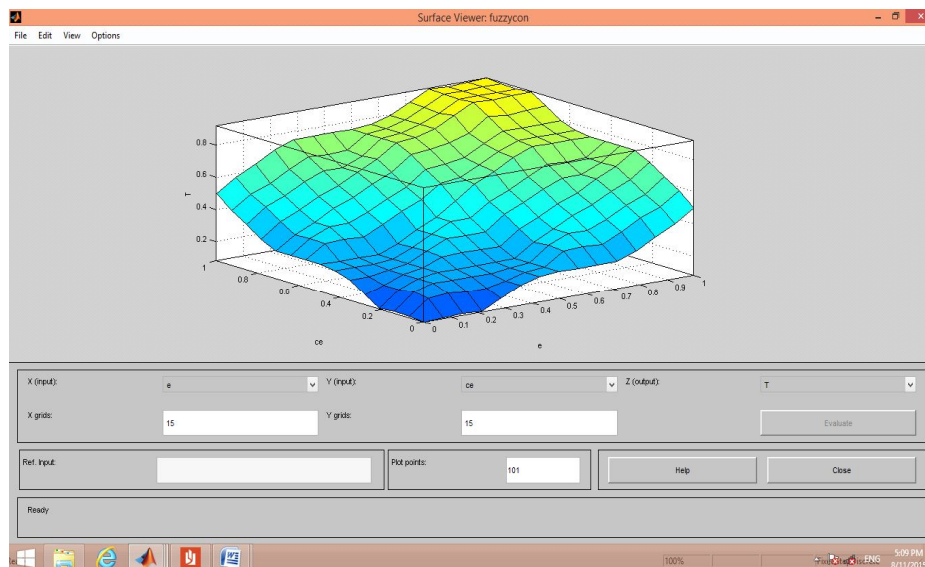 Surface Viewer: fuzzycon
File Edit View Options
0.8
0.6
0.4
0.2
T
1
0.8
0.6
0.4
0.2
0
ce
0
0.1
0.2
0.3
0.4
0.5
0.6
0.7
0.8
0.9
1
e
X (input): e Y (input): ce Z (output): T
X grids: 15 Y grids: 15 Evaluate
Ref. Input: Plot points: 101 Help Close
Ready
100%
ENG
5:09 PM